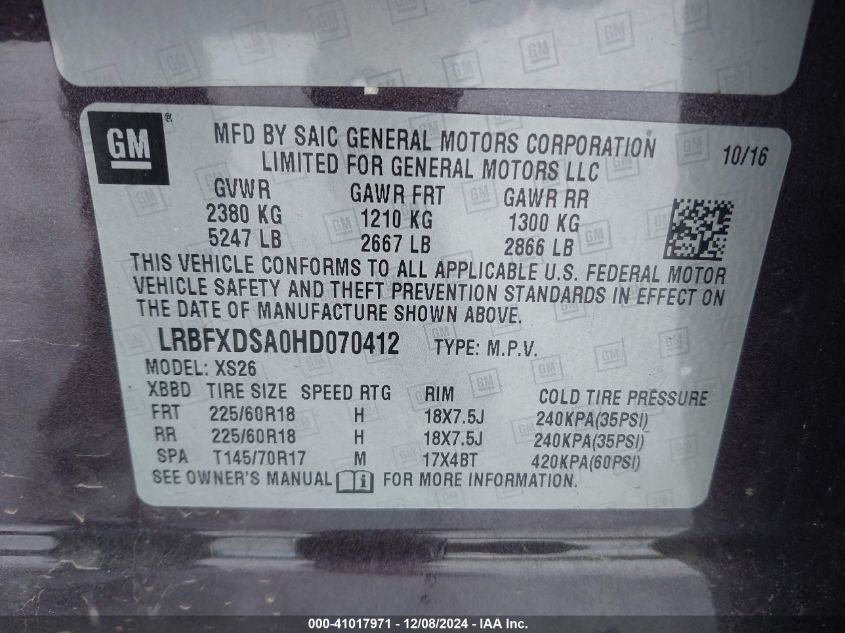 GM
MFD BY SAIC GENERAL MOTORS CORPORATION
LIMITED FOR GENERAL MOTORS LLC
10/16
GVWR GAWR FRT GAWR RR
2380 KG 1210 KG 1300 KG
5247 LB 2667 LB 2866 LB
THIS VEHICLE CONFORMS TO ALL APPLICABLE U.S. FEDERAL MOTOR
VEHICLE SAFETY AND THEFT PREVENTION STANDARDS IN EFFECT ON
THE DATE OF MANUFACTURE SHOWN ABOVE.
LRBFXDSA0HD070412 TYPE: M.P.V.
MODEL: XS26
XBBD TIRE SIZE SPEED RTG RIM COLD TIRE PRESSURE
FRT 225/60R18 H 18X7.5J 240KPA(35PSI)
RR 225/60R18 H 18X7.5J 240KPA(35PSI)
SPA T145/70R17 M 17X4BT 420KPA(60PSI)
SEE OWNER'S MANUAL FOR MORE INFORMATION.
000-41017971 - 12/08/2024 - IAA Inc.